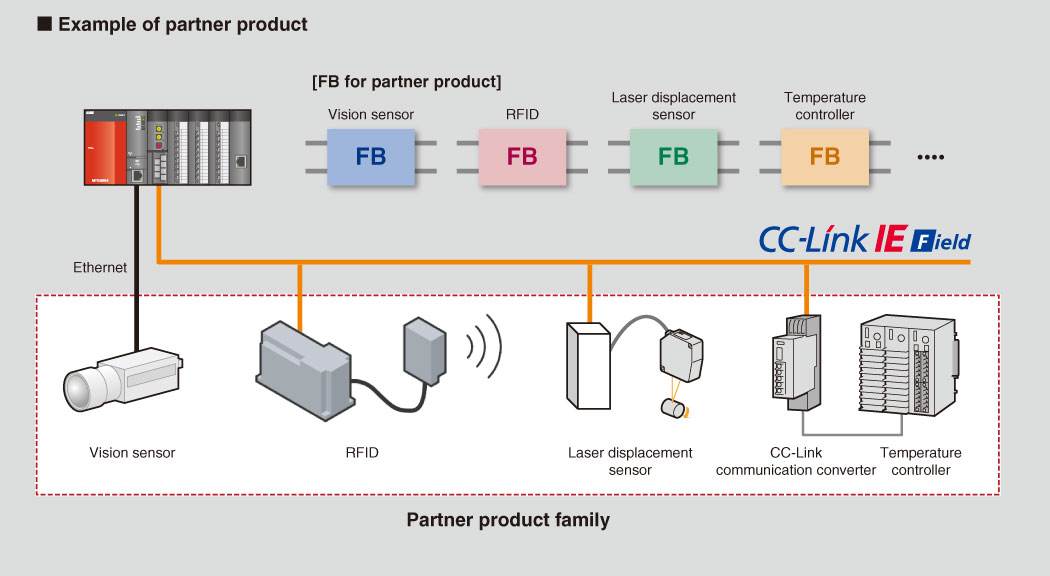 ■ Example of partner product
[FB for partner product]
Vision sensor
RFID
Laser displacement
sensor
Temperature
controller
FB
FB
FB
FB
••••
CC-Link IE Field
Ethernet
Vision sensor
RFID
Laser displacement
sensor
CC-Link
communication converter
Temperature
controller
Partner product family